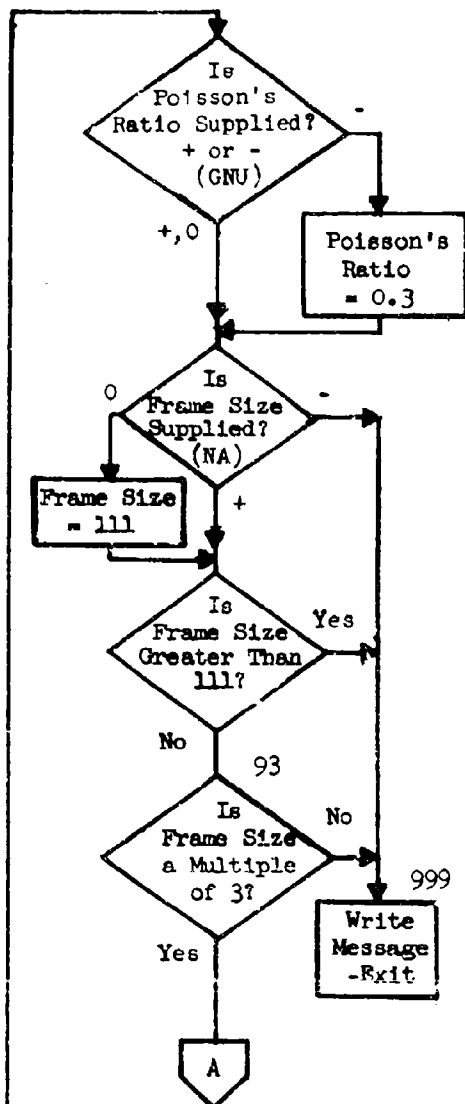 Is
Poisson's
Ratio Supplied?
+ or -
(GNU)
-
+,0
Poisson's
Ratio
= 0.3
Is
Frame Size
Supplied?
(NA)
0
-
+
Frame Size
= 111
Is
Frame Size
Greater Than
111?
Yes
No
93
Is
Frame Size
a Multiple
of 3?
No
Yes
999
Write
Message
-Exit
A